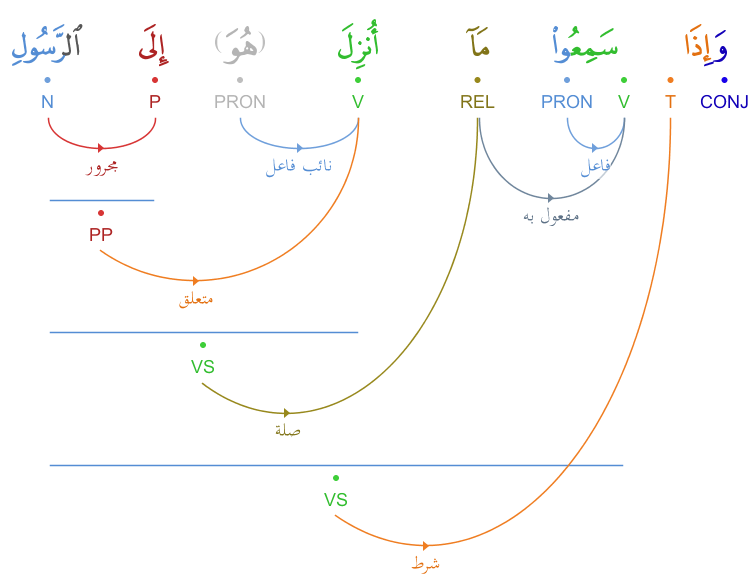 وَإِذَا سَمِعُوا۟ مَآ أُنزِلَ (هُوَ) إِلَى ٱلرَّسُولِ
CONJ T V PRON REL V PRON P N
مجرور نائب فاعل فاعل
مفعول به
PP
متعلق
VS
صلة
VS
شرط